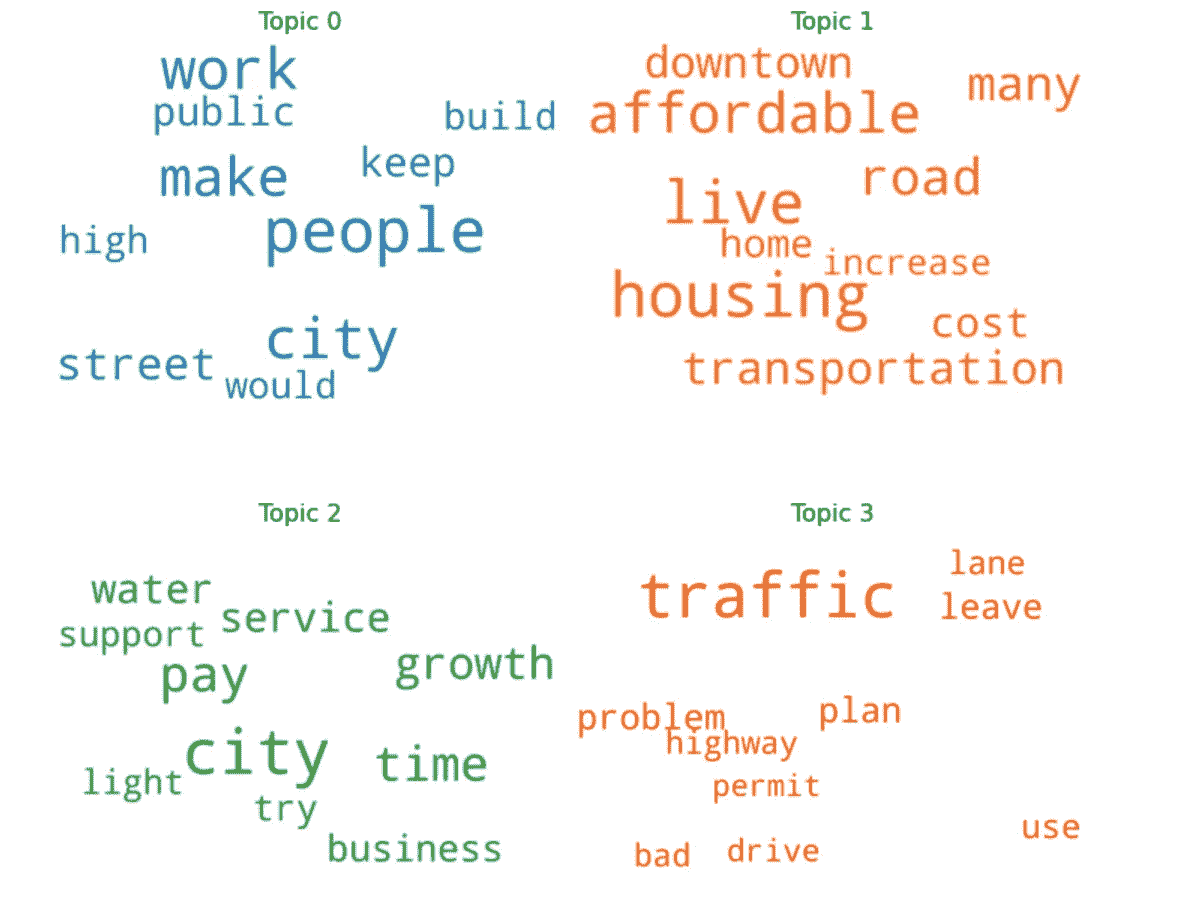 Topic 0
work
public
build
keep
make
people
high
city
street
would
Topic 1
downtown
many
affordable
road
live
home
increase
housing
cost
transportation
Topic 2
water
service
support
growth
pay
city
time
light
try
business
Topic 3
lane
traffic
leave
problem
plan
highway
permit
use
bad
drive